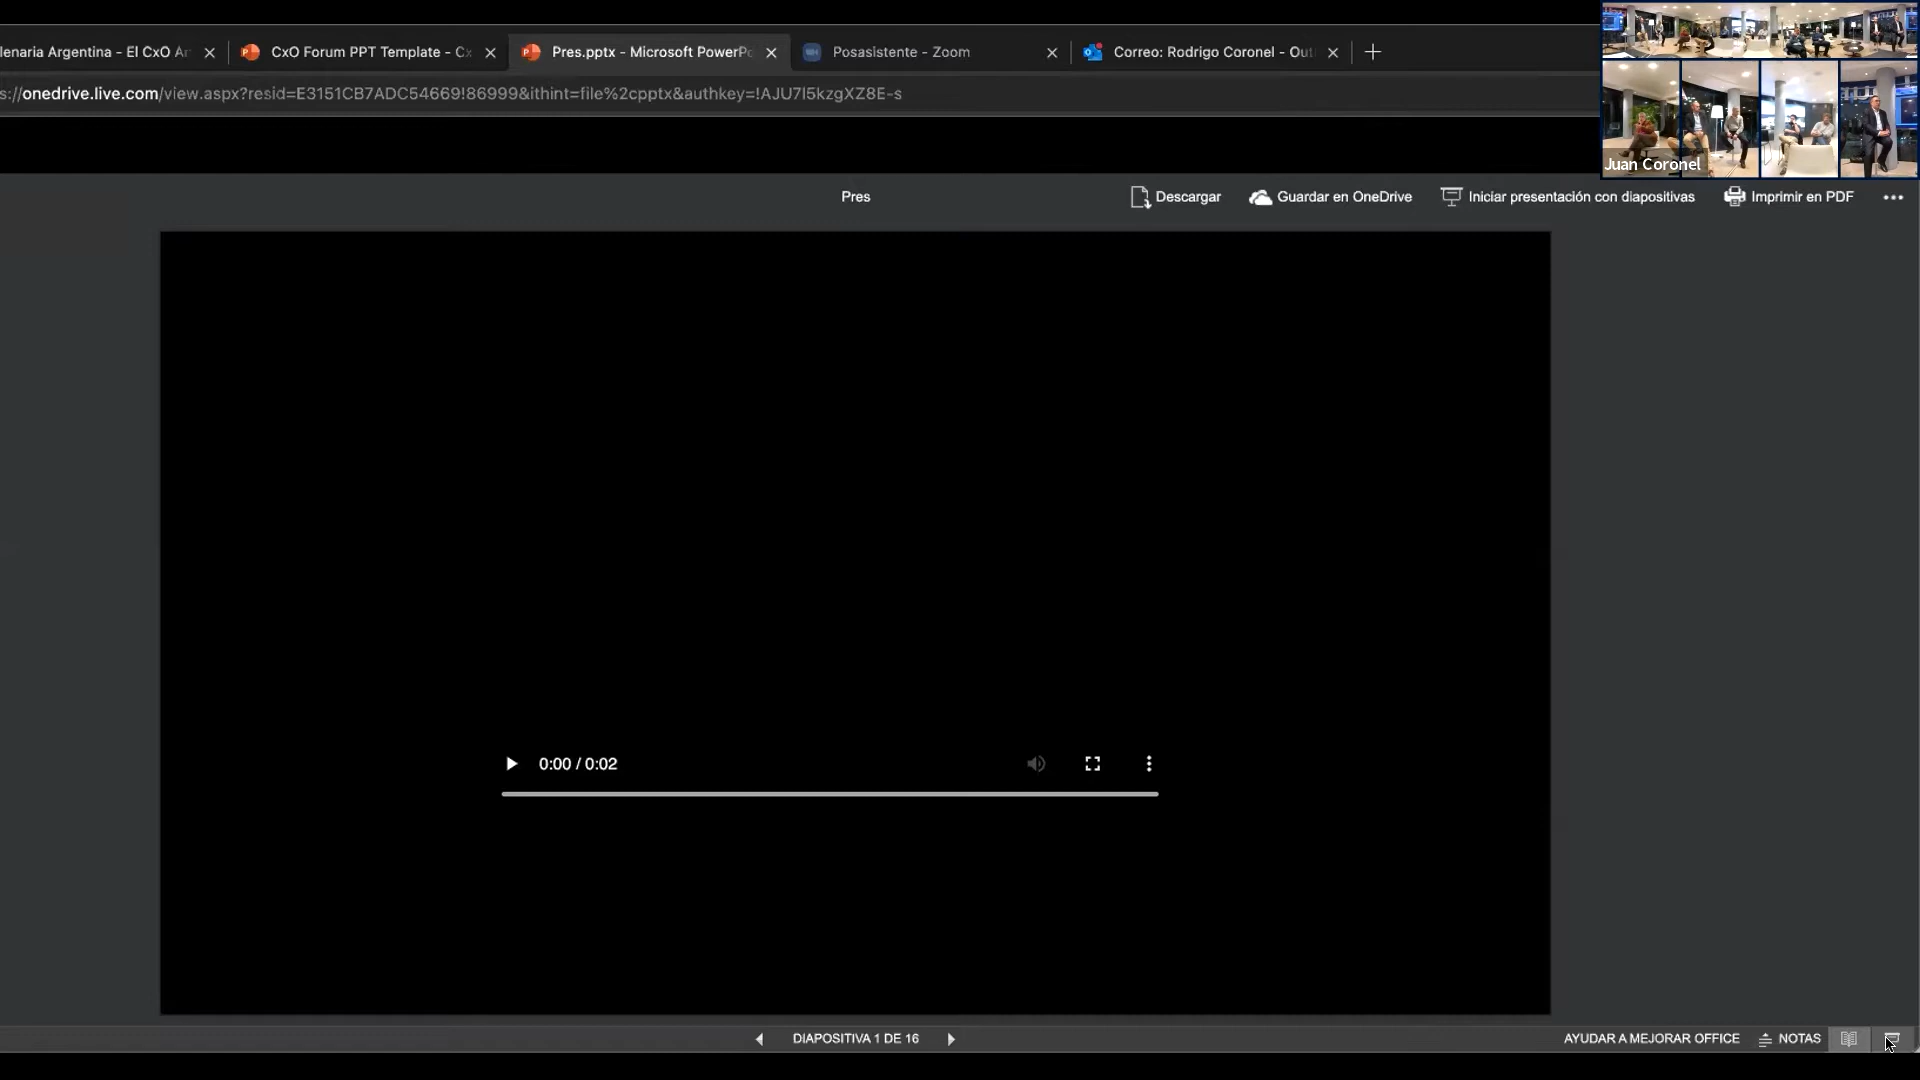 lenaria Argentina - El CxO Ar
CxO Forum PPT Template - Cx
Pres.pptx - Microsoft PowerPo
Posasistente - Zoom
Correo: Rodrigo Coronel - Out
s://onedrive.live.com/view.aspx?resid=E3151CB7ADC54669!86999&ithint=file%2cpptx&authkey=!AJU7I5kzgXZ8E-s
Juan Coronel
Pres
Descargar
Guardar en OneDrive
Iniciar presentación con diapositivas
Imprimir en PDF
0:00 / 0:02
DIAPOSITIVA 1 DE 16
AYUDAR A MEJORAR OFFICE
NOTAS